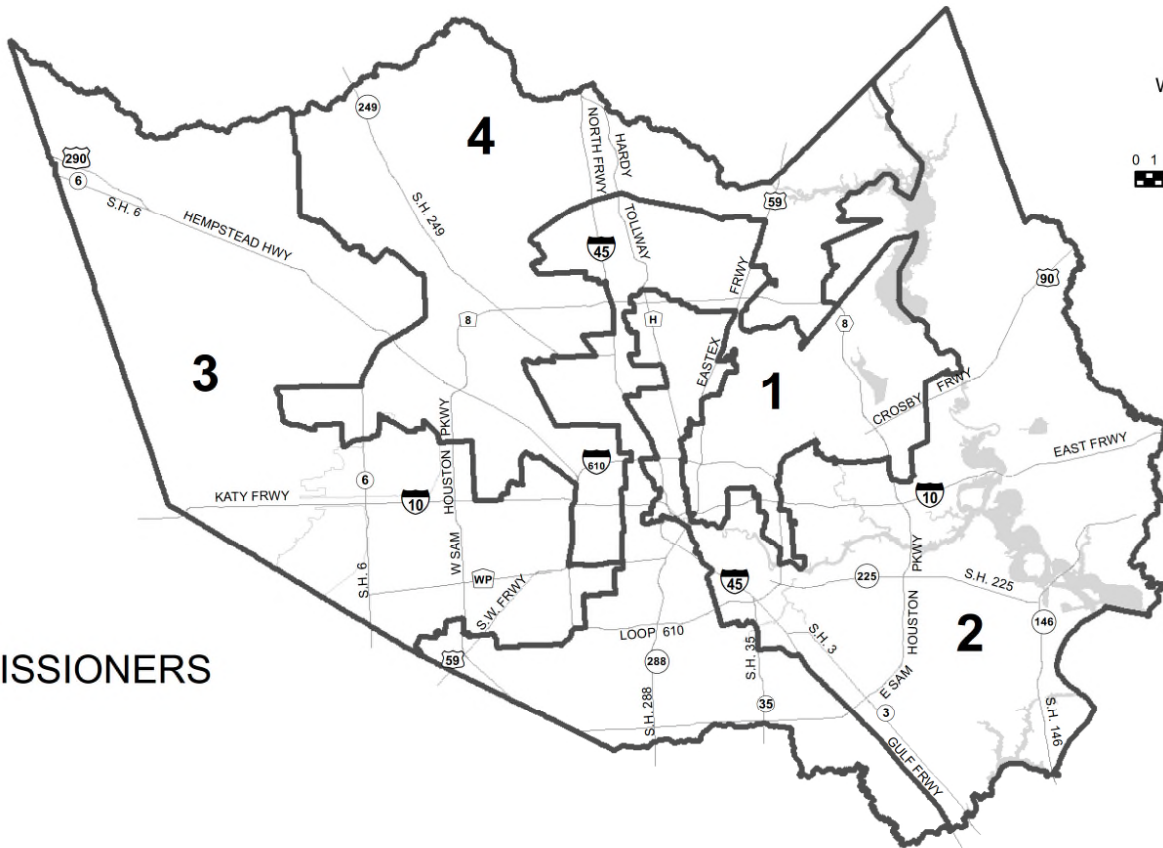 4
249
W
0 1
290
6
S.H. 6
HEMPSTEAD HWY
S.H. 249
NORTH FRWY
HARDY
TOLLWAY
59
45
90
3
8
H
EASTEX
FRWY
8
1
CROSBY FRWY
6
W SAM
HOUSTON PKWY
610
EAST FRWY
KATY FRWY
10
10
S.H. 6
WP
S.W. FRWY
45
225
S.H. 225
E SAM
HOUSTON
PKWY
2
146
59
LOOP 610
288
S.H. 288
S.H. 35
35
S.H. 3
3
GULF FRWY
S.H. 146
ISSIONERS